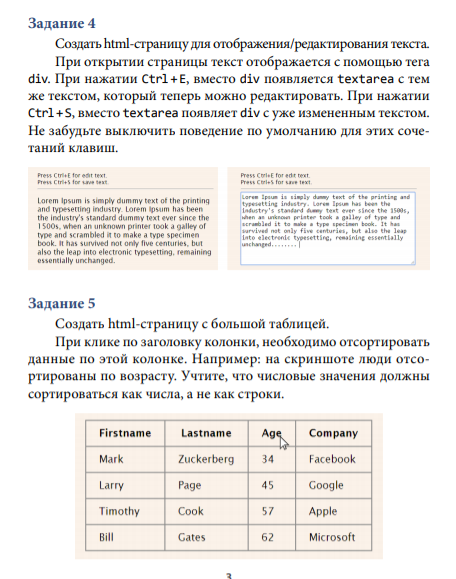 Задание 4
Создать html-страницу для отображения/редактирования текста.
При открытии страницы текст отображается с помощью тега
div. При нажатии Ctrl+E, вместо div появляется textarea с тем
же текстом, который теперь можно редактировать. При нажатии
Ctrl+S, вместо textarea появляет div с уже измененным текстом.
Не забудьте выключить поведение по умолчанию для этих соче-
таний клавиш.
Press Ctrl+E for edit text.
Press Ctrl+S for save text.
Lorem Ipsum is simply dummy text of the printing
and typesetting industry. Lorem Ipsum has been
the industry's standard dummy text ever since the
1500s, when an unknown printer took a galley of
type and scrambled it to make a type specimen
book. It has survived not only five centuries, but
also the leap into electronic typesetting, remaining
essentially unchanged.
Press Ctrl+E for edit text.
Press Ctrl+S for save text.
Lorem Ipsum is simply dummy text of the printing and
typesetting industry. Lorem Ipsum has been the
industry's standard dummy text ever since the 1500s,
when an unknown printer took a galley of type and
scrambled it to make a type specimen book. It has
survived not only five centuries, but also the leap
into electronic typesetting, remaining essentially
unchanged........
Задание 5
Создать html-страницу с большой таблицей.
При клике по заголовку колонки, необходимо отсортировать
данные по этой колонке. Например: на скриншоте люди отсо-
ртированы по возрасту. Учтите, что числовые значения должны
сортироваться как числа, а не как строки.
Firstname Lastname Age Company
Mark Zuckerberg 34 Facebook
Larry Page 45 Google
Timothy Cook 57 Apple
Bill Gates 62 Microsoft
3